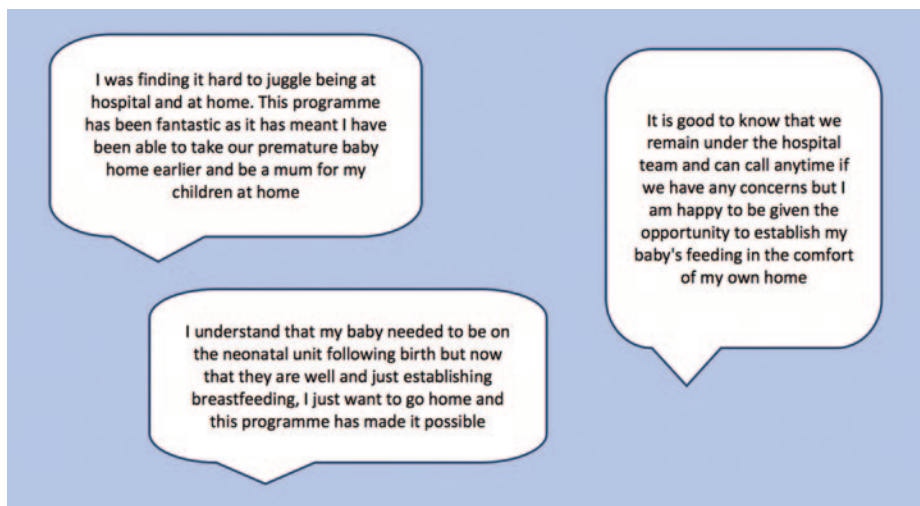 I was finding it hard to juggle being at
hospital and at home. This programme
has been fantastic as it has meant I have
been able to take our premature baby
home earlier and be a mum for my
children at home
It is good to know that we
remain under the hospital
team and can call anytime if
we have any concerns but I
am happy to be given the
opportunity to establish my
baby's feeding in the comfort
of my own home
I understand that my baby needed to be on
the neonatal unit following birth but now
that they are well and just establishing
breastfeeding, I just want to go home and
this programme has made it possible